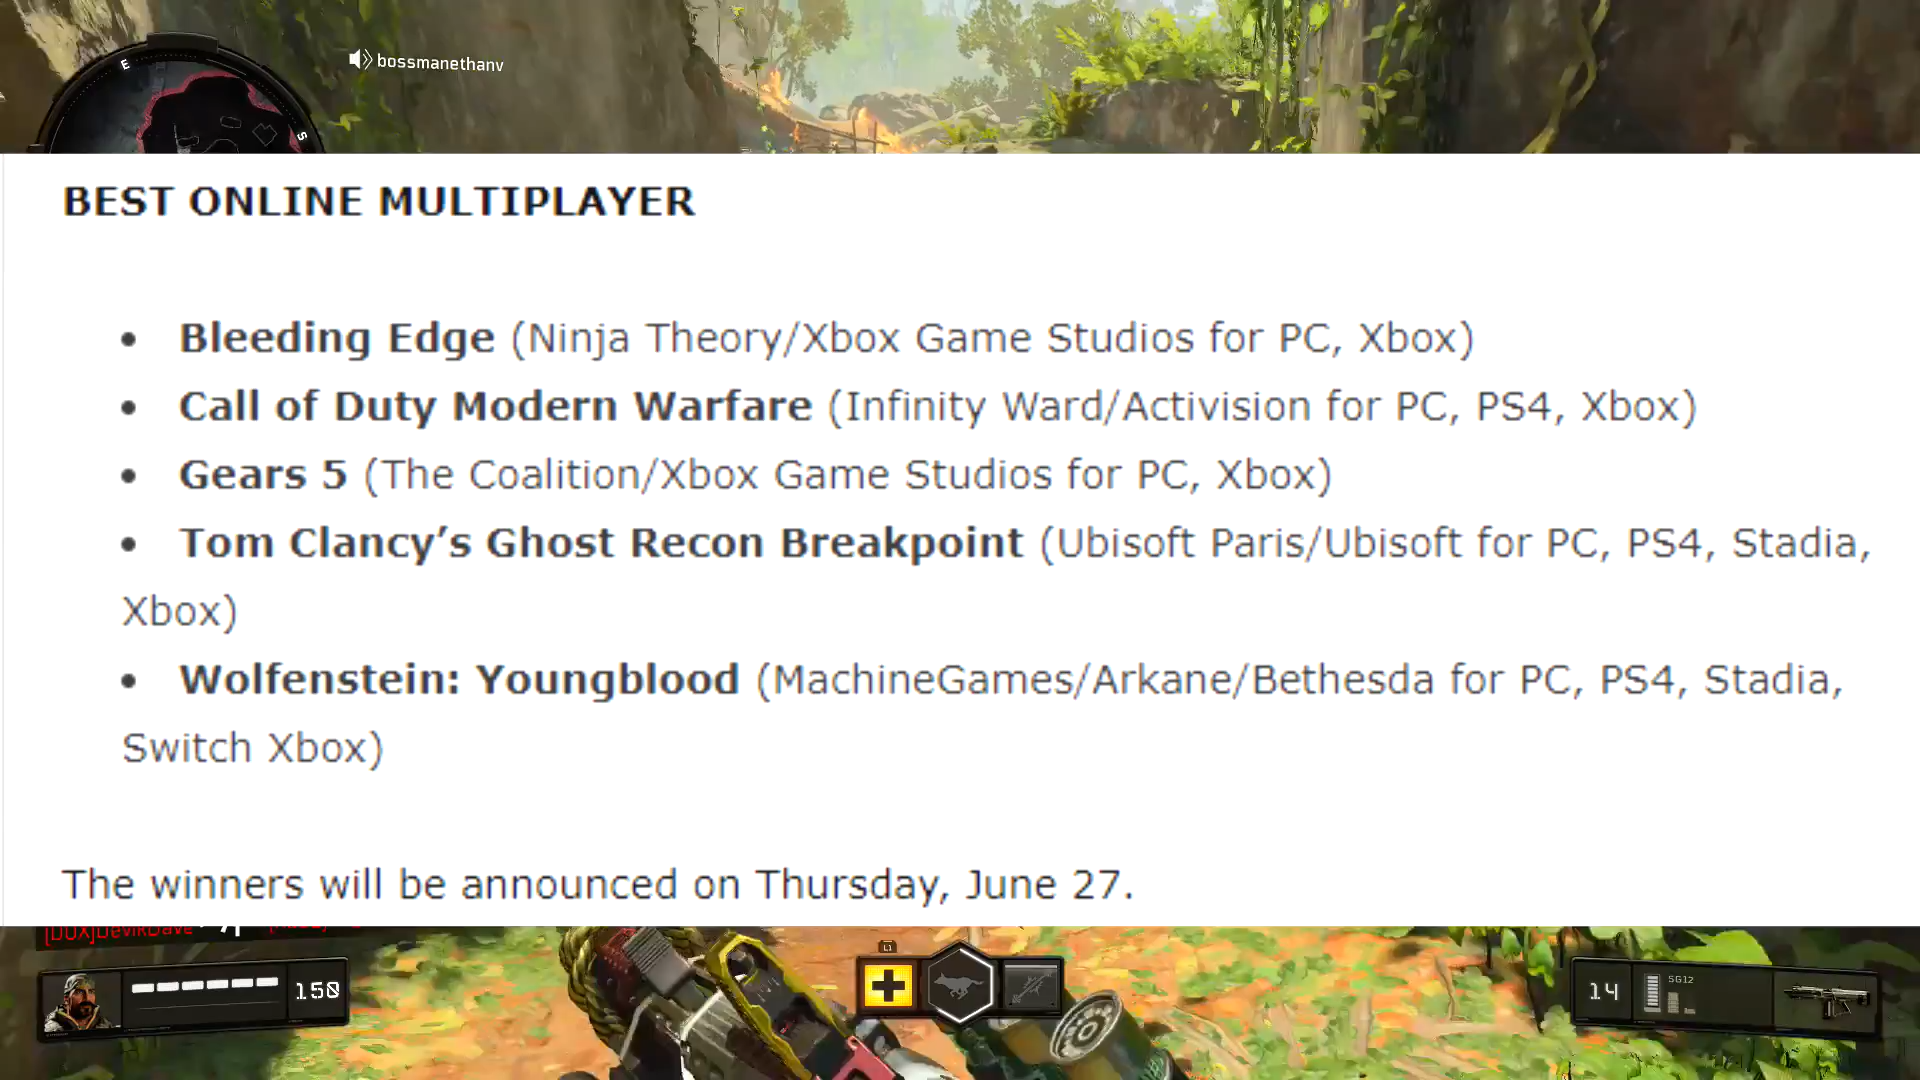 E
bossmanethanv
S
BEST ONLINE MULTIPLAYER
• Bleeding Edge (Ninja Theory/Xbox Game Studios for PC, Xbox)
• Call of Duty Modern Warfare (Infinity Ward/Activision for PC, PS4, Xbox)
• Gears 5 (The Coalition/Xbox Game Studios for PC, Xbox)
• Tom Clancy’s Ghost Recon Breakpoint (Ubisoft Paris/Ubisoft for PC, PS4, Stadia,
Xbox)
• Wolfenstein: Youngblood (MachineGames/Arkane/Bethesda for PC, PS4, Stadia,
Switch Xbox)
The winners will be announced on Thursday, June 27.
150
L1
14
SG12